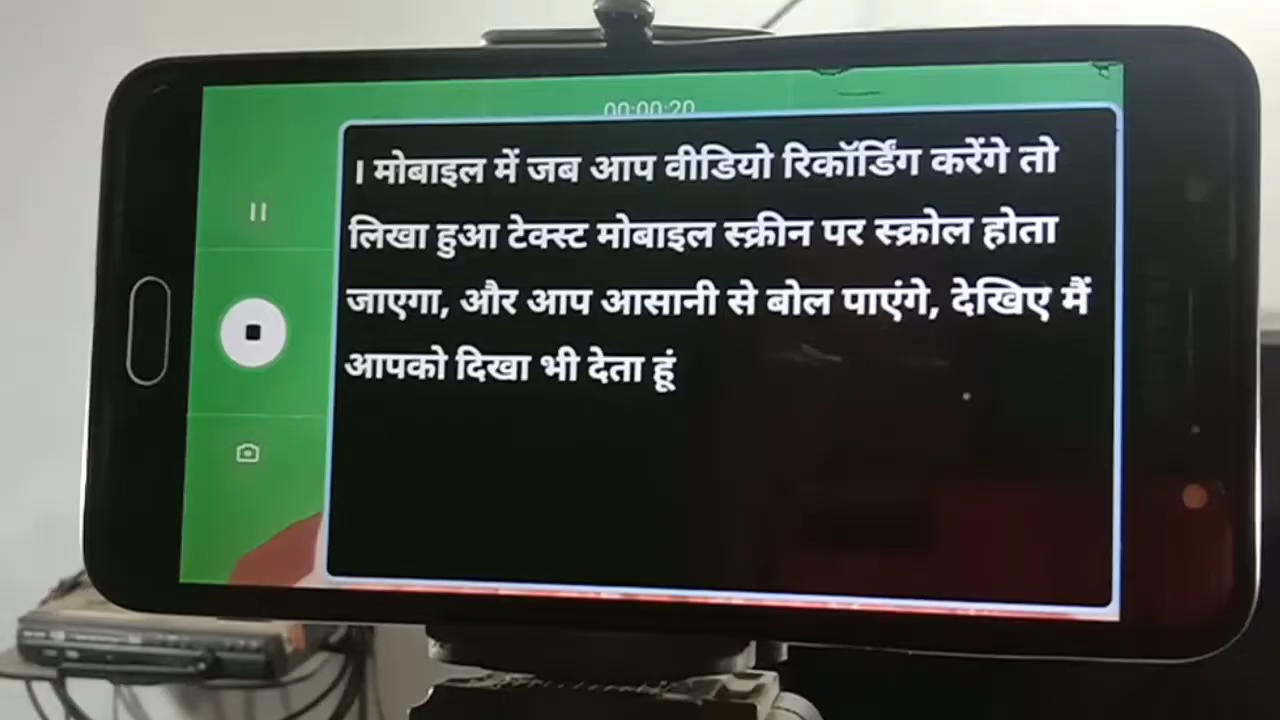 00:00:20
। मोबाइल में जब आप वीडियो रिकॉर्डिंग करेंगे तो
लिखा हुआ टेक्स्ट मोबाइल स्क्रीन पर स्क्रोल होता
जाएगा, और आप आसानी से बोल पाएंगे, देखिए मैं
आपको दिखा भी देता हूं